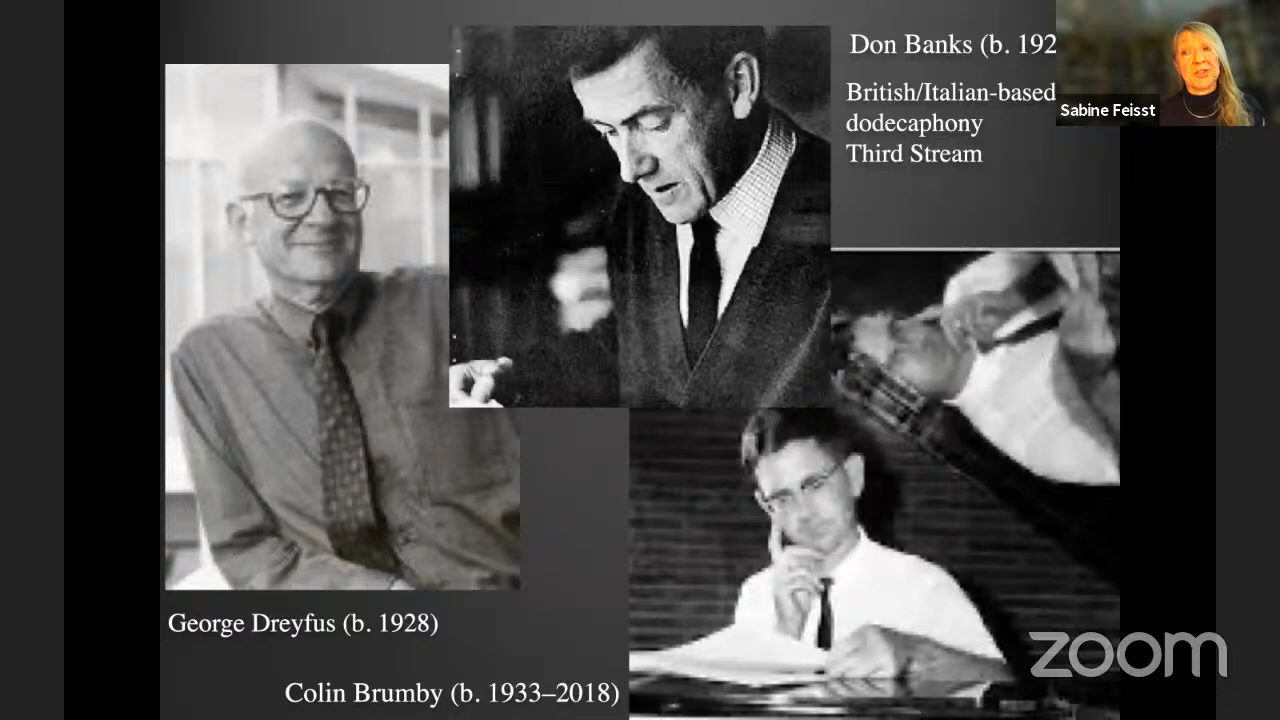 Don Banks (b. 192
British/Italian-based
dodecaphony
Third Stream
Sabine Feisst
George Dreyfus (b. 1928)
Colin Brumby (b. 1933–2018)
zoom